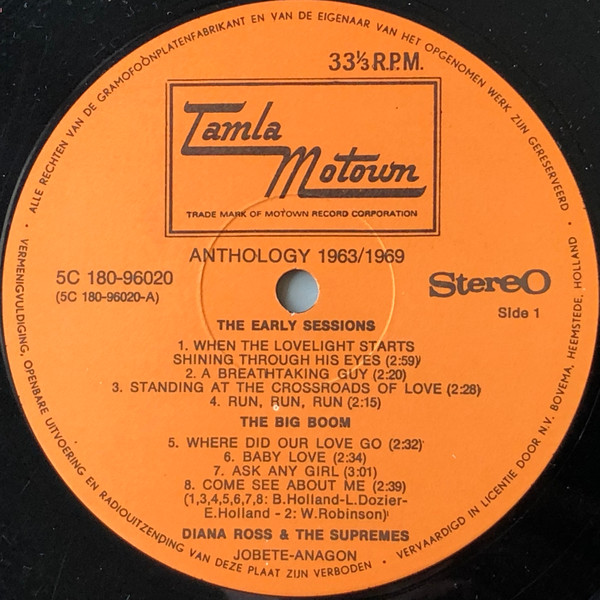 ALLE RECHTEN VAN DE GRAMOFOONPLATENFABRIKANT EN VAN DE EIGENAAR VAN HET OPGENOMEN WERK ZIJN GERESERVEERD
33⅓ R.P.M.
Tamla
Motown
TRADE MARK OF MOTOWN RECORD CORPORATION
ANTHOLOGY 1963/1969
5C 180-96020
(5C 180-96020-A)
Stereo
Side 1
THE EARLY SESSIONS
1. WHEN THE LOVELIGHT STARTS
SHINING THROUGH HIS EYES (2:59)
2. A BREATHTAKING GUY (2:20)
3. STANDING AT THE CROSSROADS OF LOVE (2:28)
4. RUN, RUN, RUN (2:15)
THE BIG BOOM
5. WHERE DID OUR LOVE GO (2:32)
6. BABY LOVE (2:34)
7. ASK ANY GIRL (3:01)
8. COME SEE ABOUT ME (2:39)
(1,3,4,5,6,7,8: B.Holland-L.Dozier-
E.Holland - 2: W.Robinson)
DIANA ROSS & THE SUPREMES
JOBETE-ANAGON
VERMENIGVULDIGING, OPENBARE UITVOERING EN RADIOUITZENDING VAN DEZE PLAAT ZIJN VERBODEN
VERVAARDIGD IN LICENTIE DOOR N.V. BOVEMA, HEEMSTEDE, HOLLAND